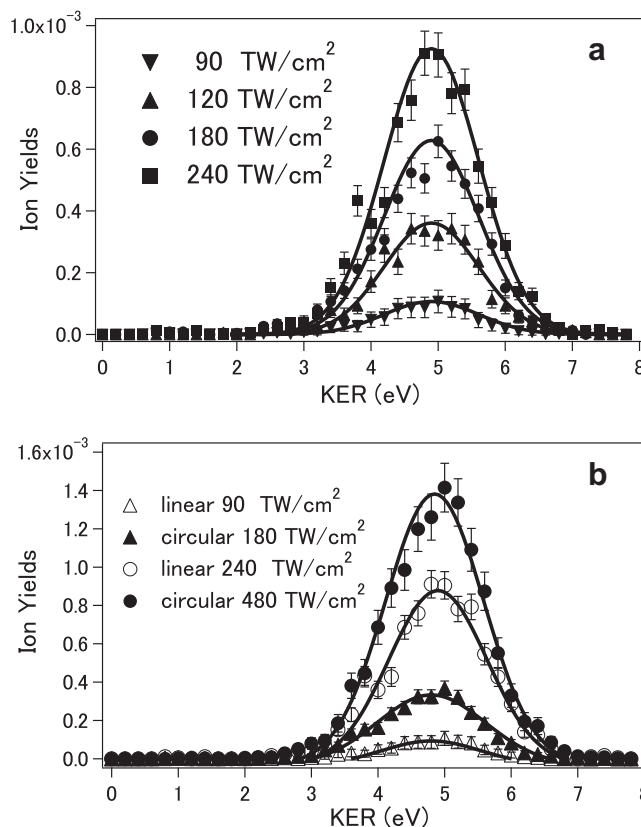 1.0x10⁻³
a
90 TW/cm²
120 TW/cm²
180 TW/cm²
240 TW/cm²
0.8
0.6
0.4
0.2
0.0
Ion Yields
0 1 2 3 4 5 6 7 8
KER (eV)
1.6x10⁻³
b
linear 90 TW/cm²
circular 180 TW/cm²
linear 240 TW/cm²
circular 480 TW/cm²
1.4
1.2
1.0
0.8
0.6
0.4
0.2
0.0
Ion Yields
0 1 2 3 4 5 6 7 8
KER (eV)